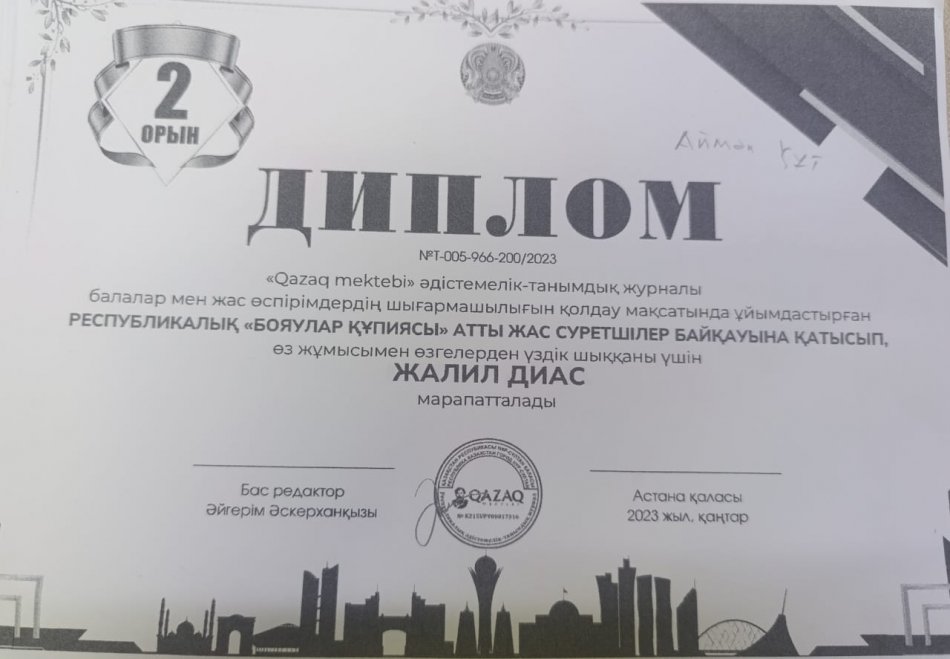 2
ОРЫН
Аймақ құт
ДИПЛОМ
№Т-005-966-200/2023
«Qazaq mektebi» әдістемелік-танымдық журналы
балалар мен жас өспірімдердің шығармашылығын қолдау мақсатында ұйымдастырған
РЕСПУБЛИКАЛЫҚ «БОЯУЛАР ҚҰПИЯСЫ» АТТЫ ЖАС СУРЕТШІЛЕР БАЙҚАУЫНА ҚАТЫСЫП,
өз жұмысымен өзгелерден үздік шыққаны үшін
ЖАЛИЛ ДИАС
марапатталады
Бас редактор
Әйгерім Әскерханқызы
QAZAQ
Астана қаласы
2023 жыл, қаңтар